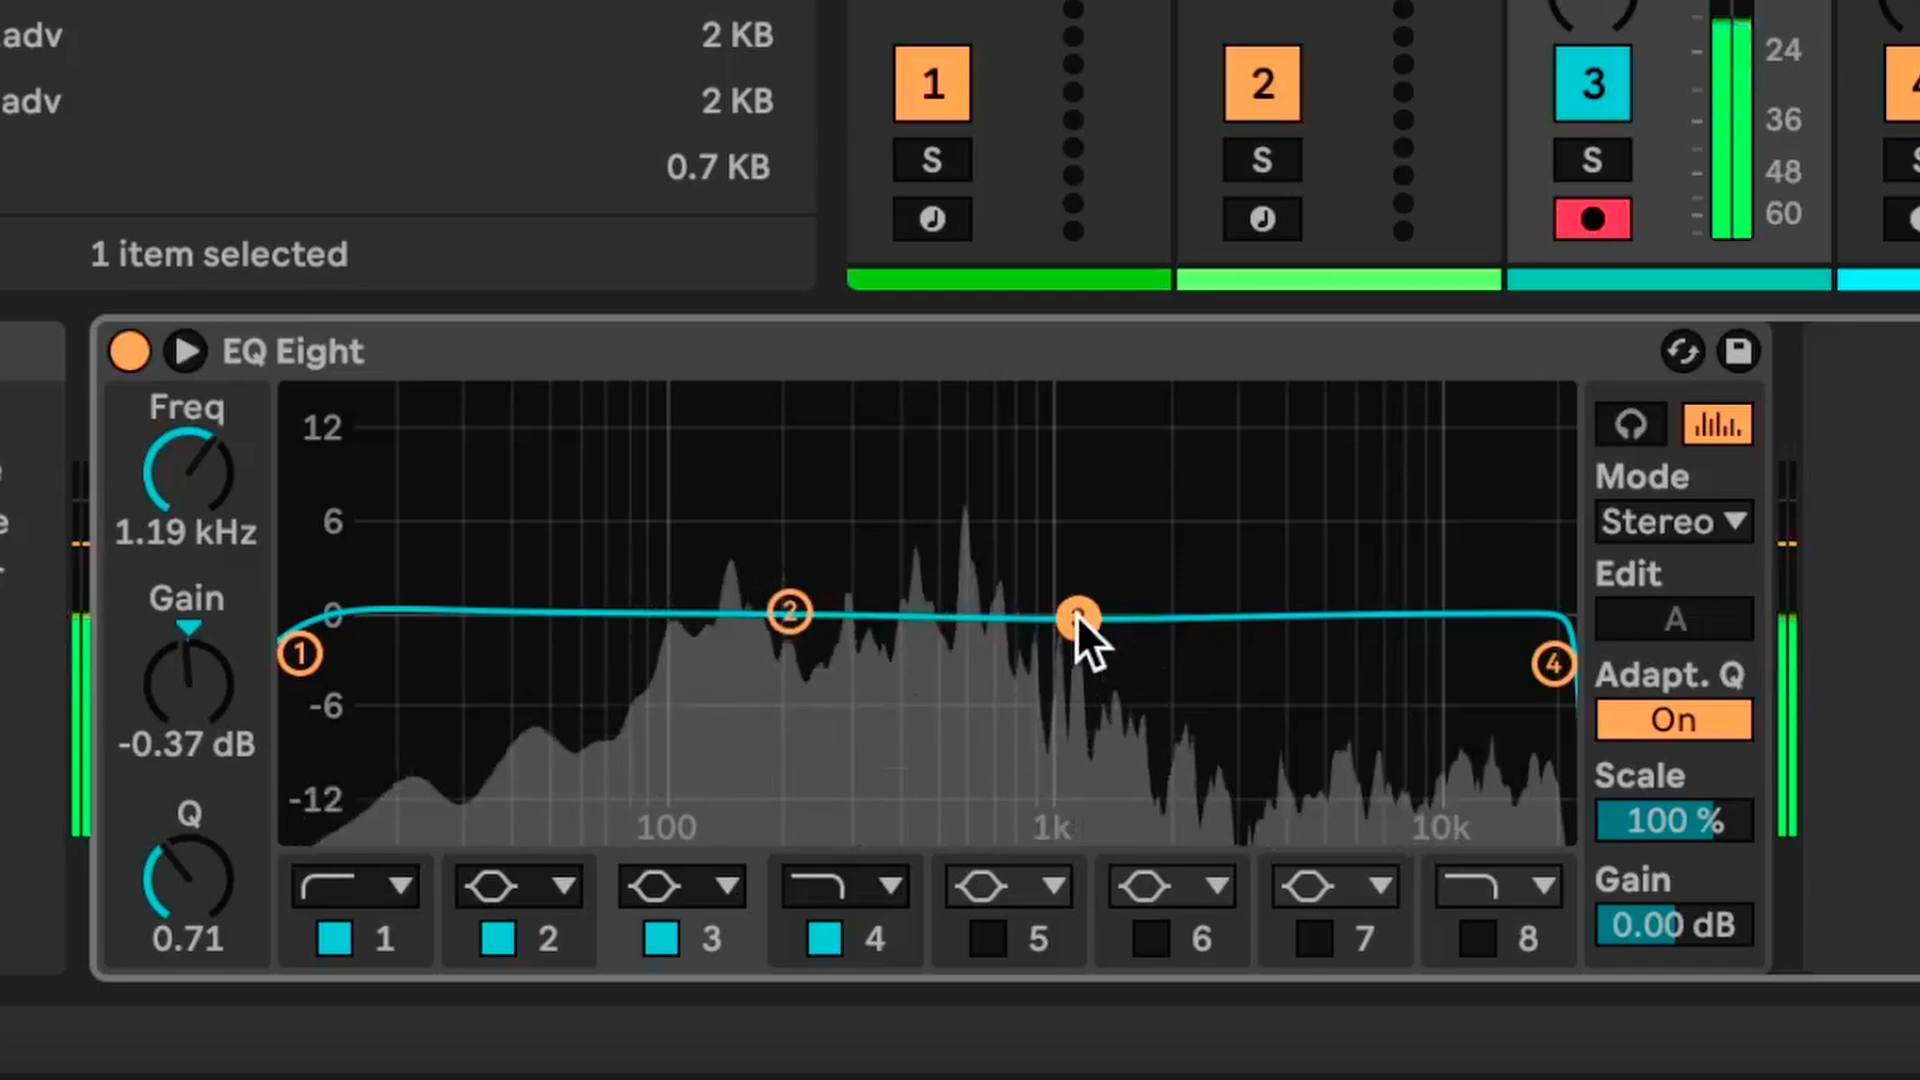 .adv 2 KB
adv 2 KB
0.7 KB
1 item selected
1 2 3
S S S
24
36
48
60
EQ Eight
Freq
1.19 kHz
Gain
-0.37 dB
Q
0.71
12
6
0
-6
-12
100 1k 10k
1 2 4
Mode
Stereo
Edit
A
Adapt. Q
On
Scale
100 %
Gain
0.00 dB
1 2 3 4 5 6 7 8